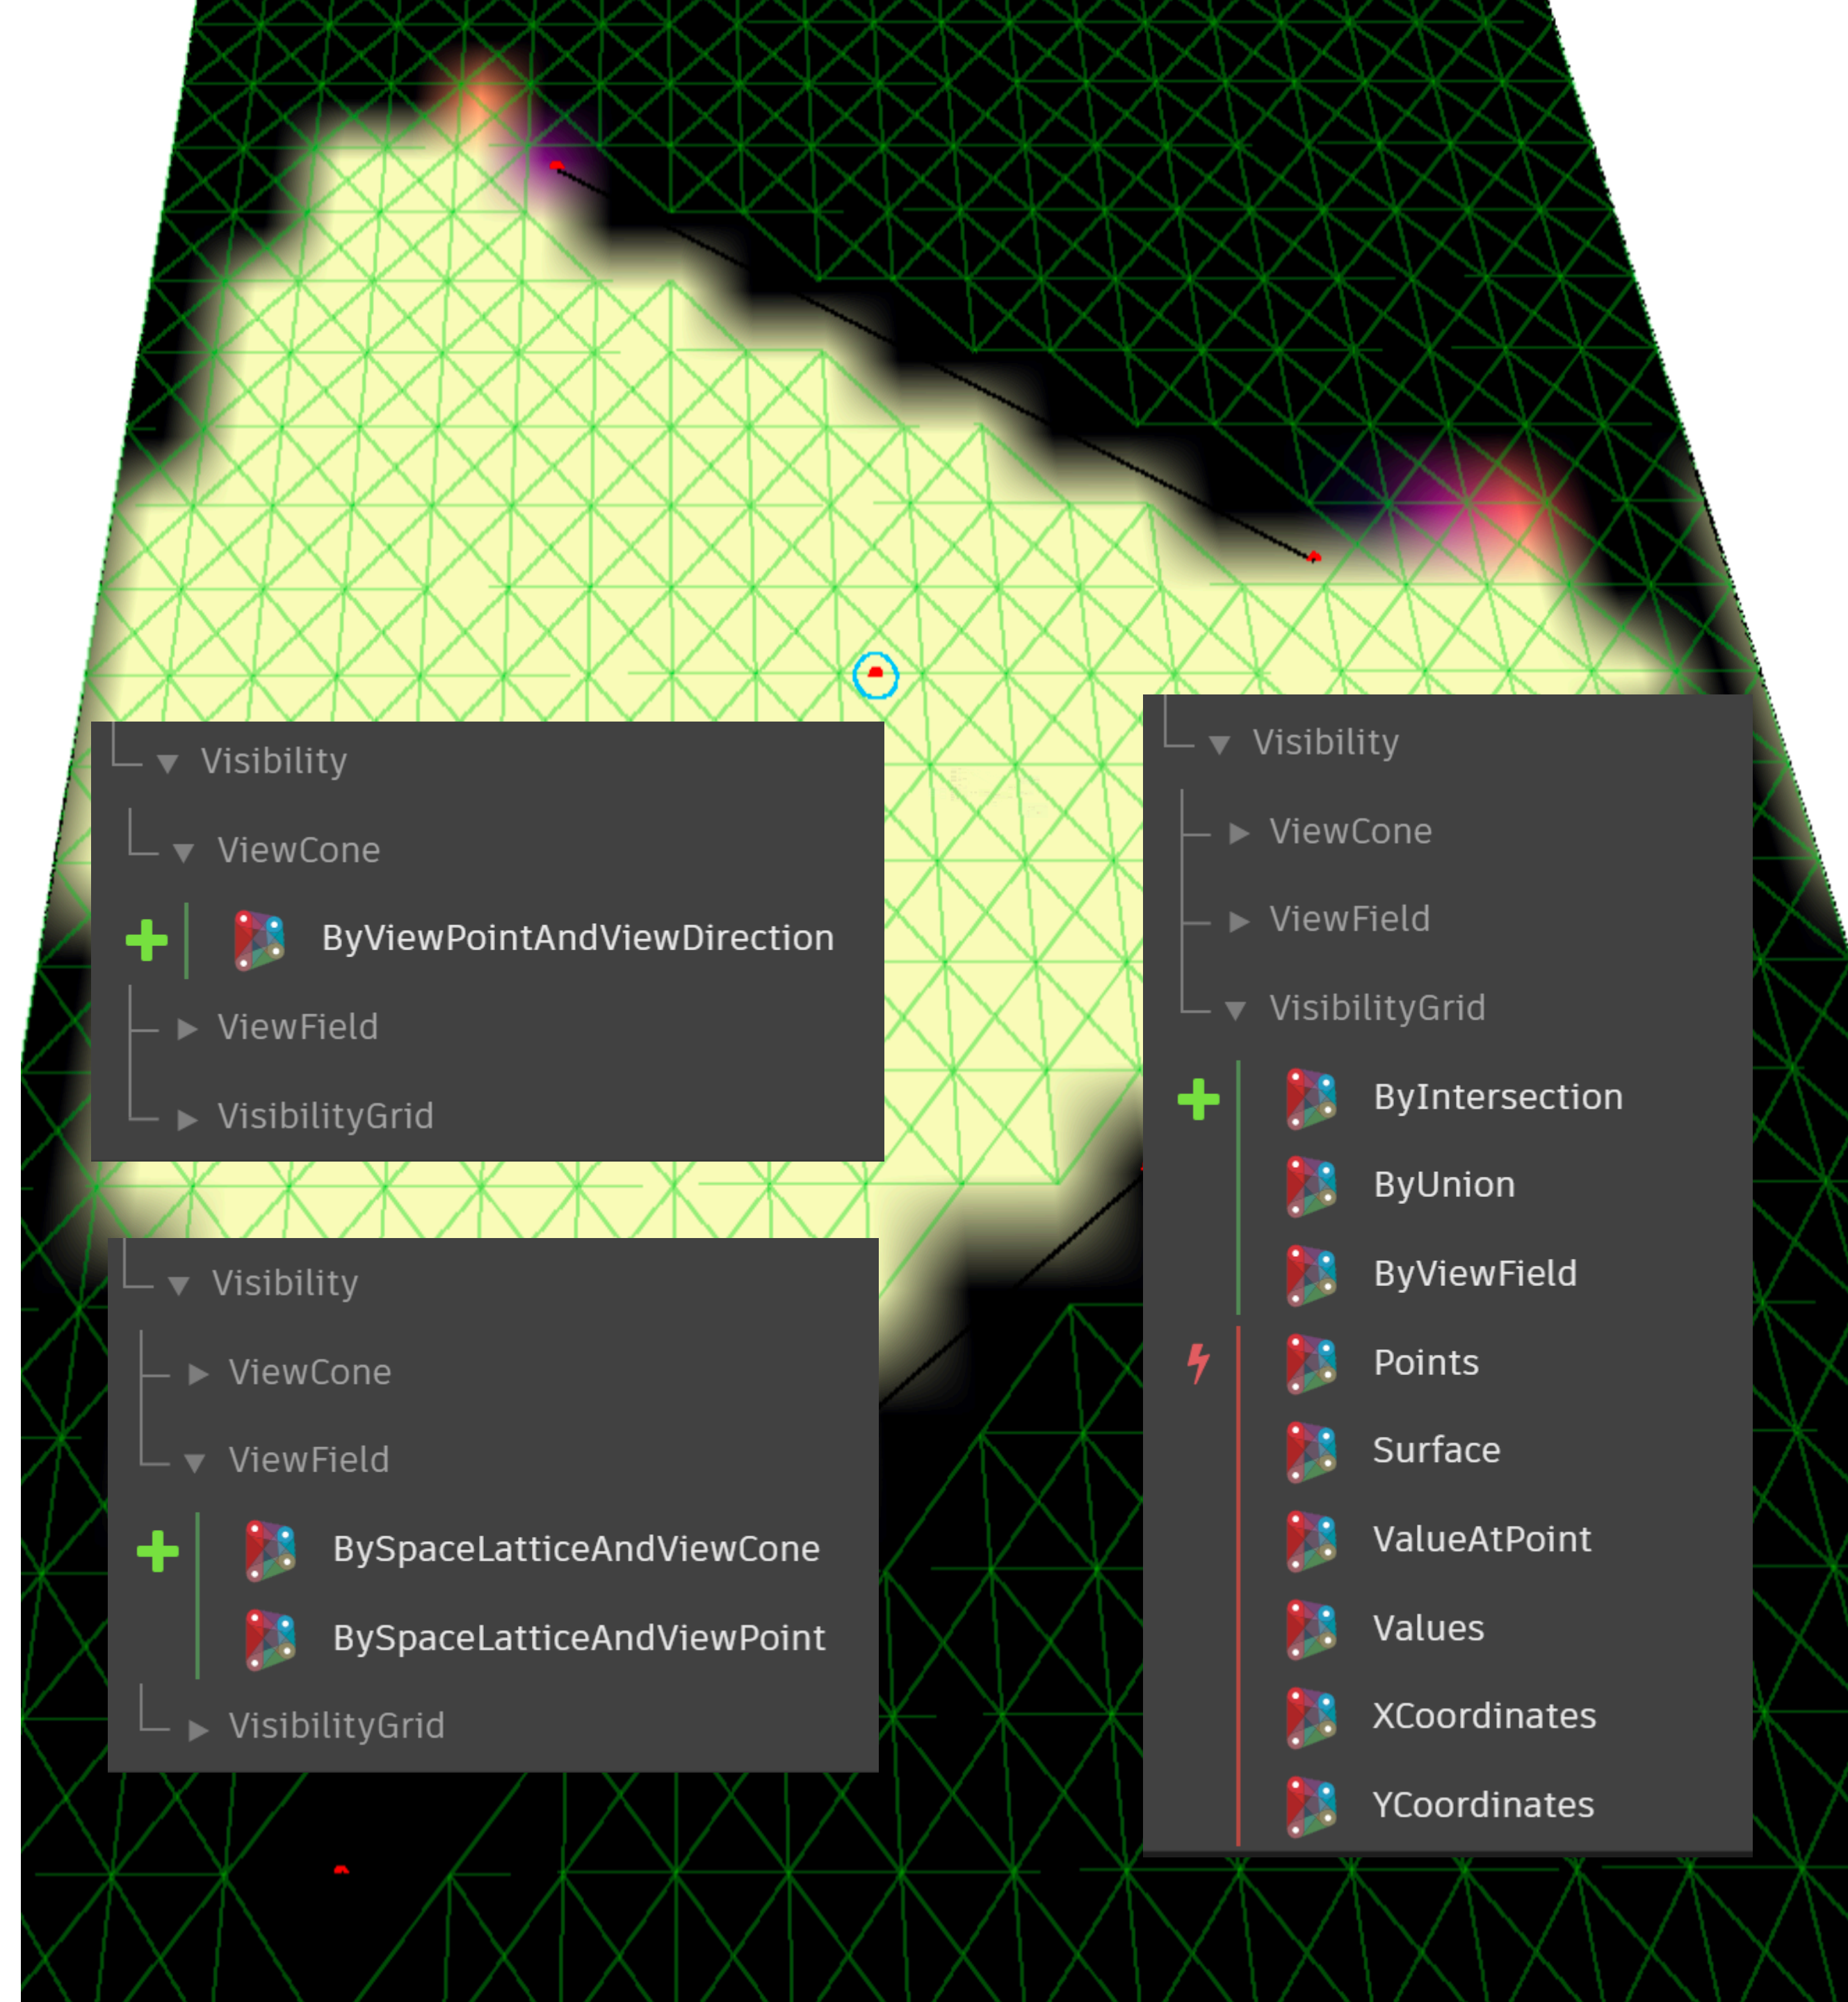 Visibility
ViewCone
ByViewPointAndViewDirection
ViewField
VisibilityGrid
Visibility
ViewCone
ViewField
BySpaceLatticeAndViewCone
BySpaceLatticeAndViewPoint
VisibilityGrid
Visibility
ViewCone
ViewField
VisibilityGrid
ByIntersection
ByUnion
ByViewField
Points
Surface
ValueAtPoint
Values
XCoordinates
YCoordinates